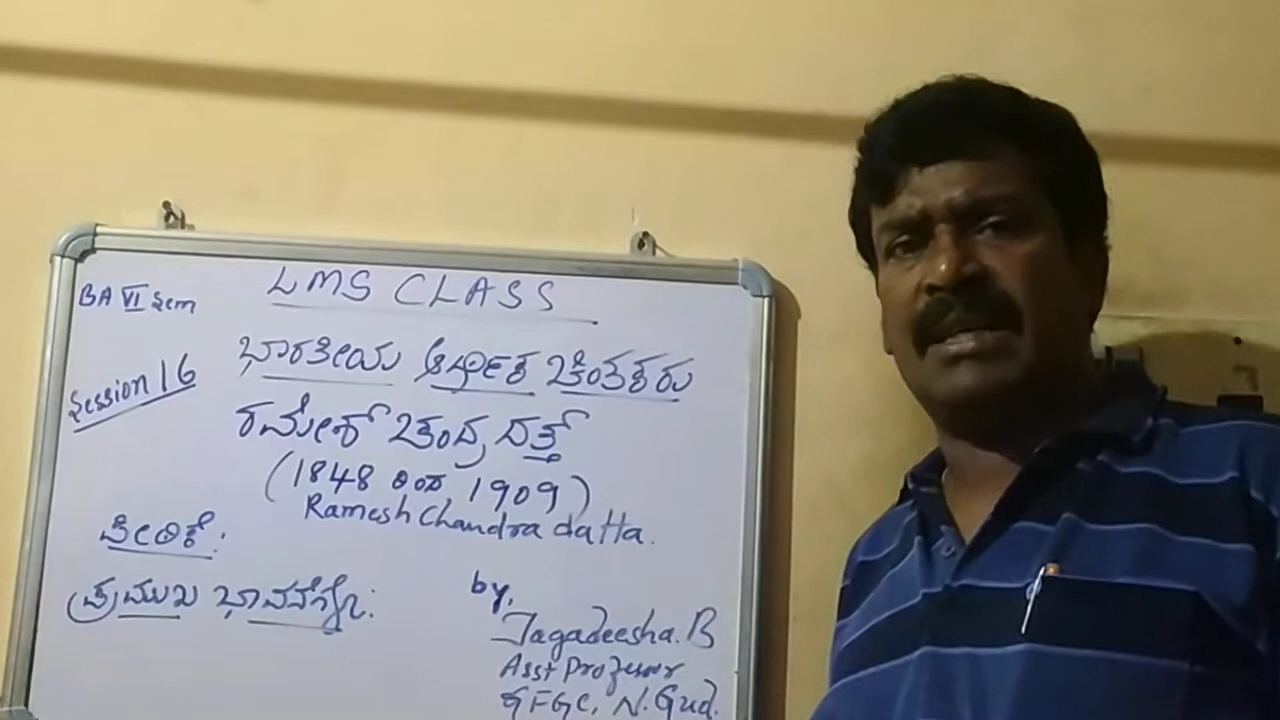 LMS CLASS
BA VI Sem
Session 16
ಭಾರತೀಯ ಆರ್ಥಿಕ ಚಿಂತಕರು
ರಮೇಶ್ ಚಂದ್ರ ದತ್ತ್
(1848 ರಿಂದ 1909)
Ramesh Chandra datta.
ಪೀಠಿಕೆ:
ಪ್ರಮುಖ ಭಾವನೆಗಳು:
by,
Jagadeesha. B
Asst Professor
GFGC, N. Gud.